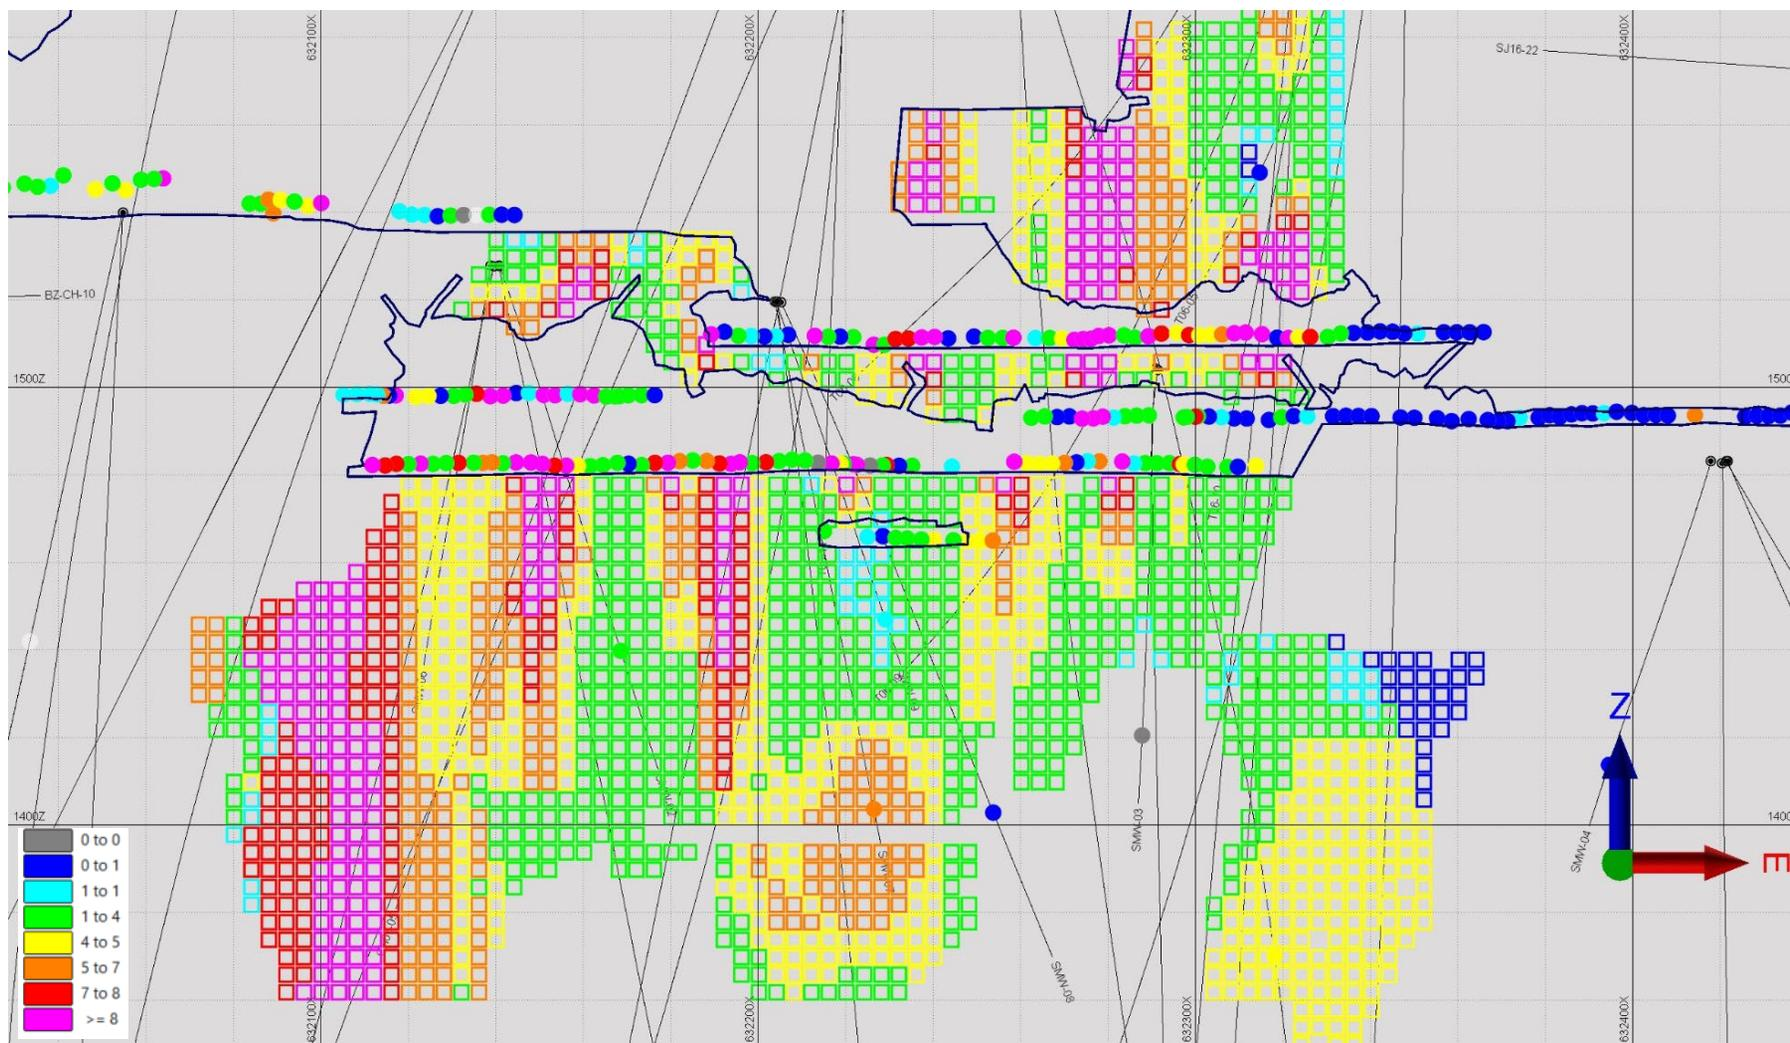 632100X
632200X
632300X
632400X
SJ16-22
BZ-CH-10
T06-05
1500Z
1500
Z
E
1400Z
1400
SMW-03
SMW-04
SMW-08
0 to 0
0 to 1
1 to 1
1 to 4
4 to 5
5 to 7
7 to 8
>= 8
632100X
632200X
632300X
632400X